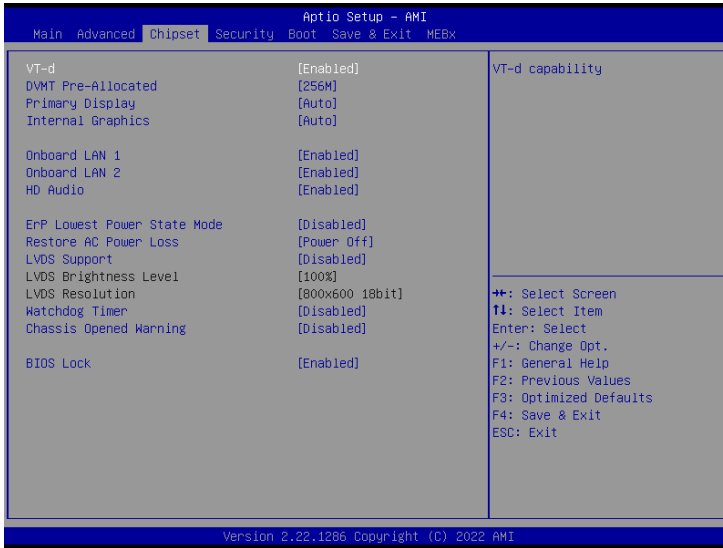 Aptio Setup – AMI
Main Advanced Chipset Security Boot Save & Exit MEBx
VT-d [Enabled]
DVMT Pre-Allocated [256M]
Primary Display [Auto]
Internal Graphics [Auto]
Onboard LAN 1 [Enabled]
Onboard LAN 2 [Enabled]
HD Audio [Enabled]
ErP Lowest Power State Mode [Disabled]
Restore AC Power Loss [Power Off]
LVDS Support [Disabled]
LVDS Brightness Level [100%]
LVDS Resolution [800x600 18bit]
Watchdog Timer [Disabled]
Chassis Opened Warning [Disabled]
BIOS Lock [Enabled]
VT-d capability
→←: Select Screen
↑↓: Select Item
Enter: Select
+/-: Change Opt.
F1: General Help
F2: Previous Values
F3: Optimized Defaults
F4: Save & Exit
ESC: Exit
Version 2.22.1286 Copyright (C) 2022 AMI